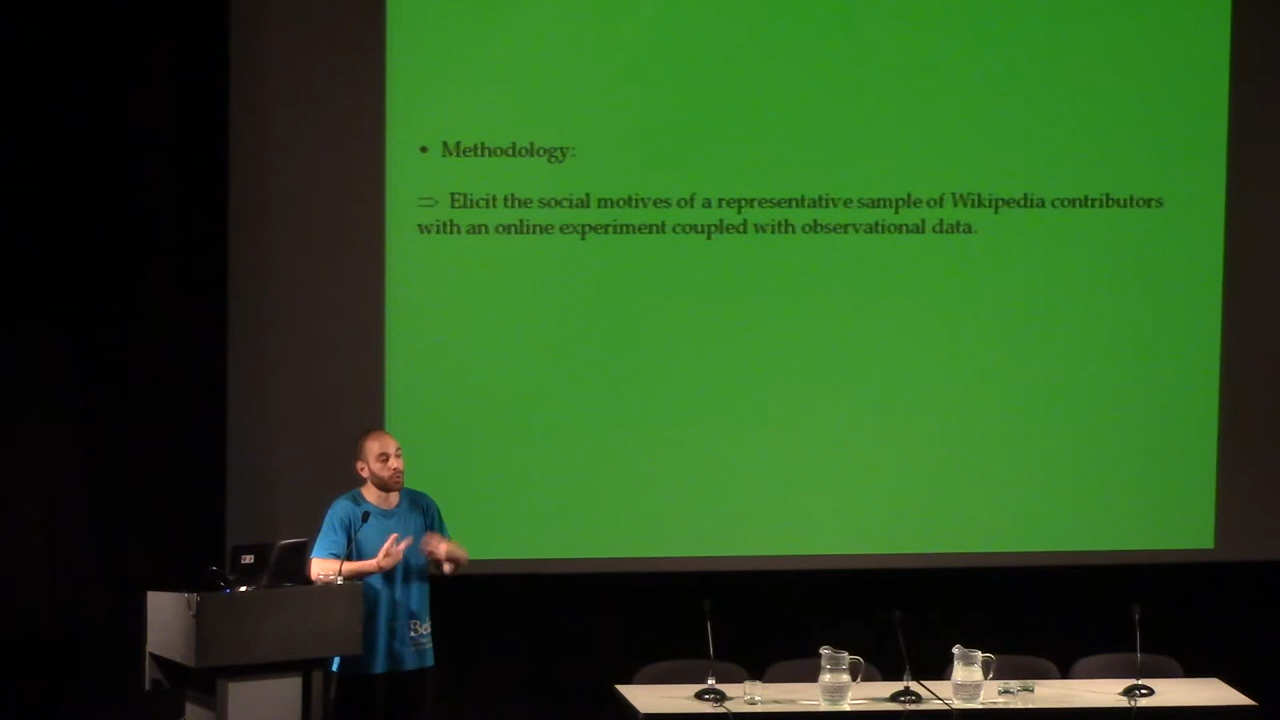 • Methodology:
⇒ Elicit the social motives of a representative sample of Wikipedia contributors
with an online experiment coupled with observational data.